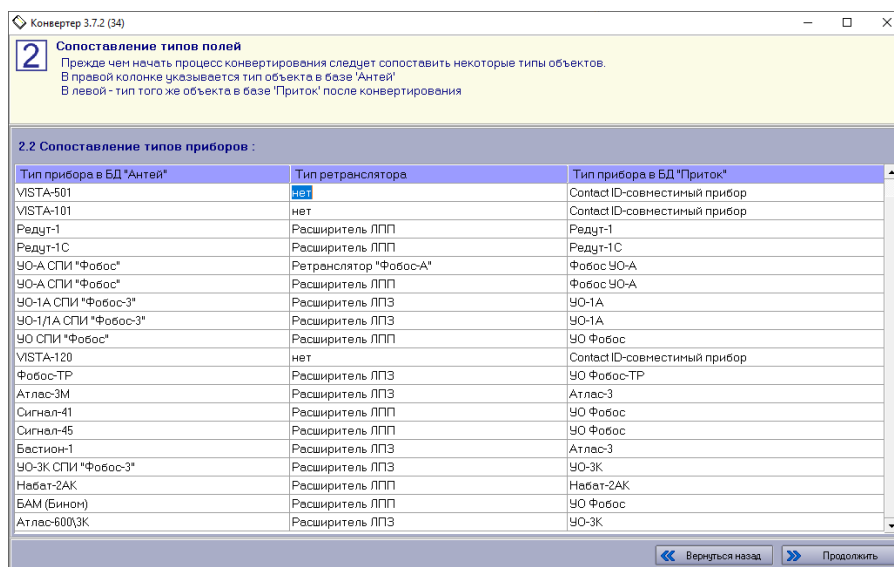 Конвертер 3.7.2 (34)
2 Сопоставление типов полей
Прежде чем начать процесс конвертирования следует сопоставить некоторые типы объектов.
В правой колонке указывается тип объекта в базе 'Антей'
В левой - тип того же объекта в базе 'Приток' после конвертирования
2.2 Сопоставление типов приборов :
Тип прибора в БД "Антей" Тип ретранслятора Тип прибора в БД "Приток"
VISTA-501 нет Contact ID-совместимый прибор
VISTA-101 нет Contact ID-совместимый прибор
Редут-1 Расширитель ЛПП Редут-1
Редут-1С Расширитель ЛПП Редут-1С
УО-А СПИ "Фобос" Ретранслятор "Фобос-А" Фобос УО-А
УО-А СПИ "Фобос" Расширитель ЛПП Фобос УО-А
УО-1А СПИ "Фобос-3" Расширитель ЛПЗ УО-1А
УО-1/1А СПИ "Фобос-3" Расширитель ЛПЗ УО-1А
УО СПИ "Фобос" Расширитель ЛПП УО Фобос
VISTA-120 нет Contact ID-совместимый прибор
Фобос-ТР Расширитель ЛПЗ УО Фобос-ТР
Атлас-3М Расширитель ЛПЗ Атлас-3
Сигнал-41 Расширитель ЛПП УО Фобос
Сигнал-45 Расширитель ЛПП УО Фобос
Бастион-1 Расширитель ЛПЗ Атлас-3
УО-3К СПИ "Фобос-3" Расширитель ЛПЗ УО-3К
Набат-2АК Расширитель ЛПП Набат-2АК
БАМ (Бином) Расширитель ЛПП УО Фобос
Атлас-600\3К Расширитель ЛПЗ УО-3К
Вернуться назад Продолжить